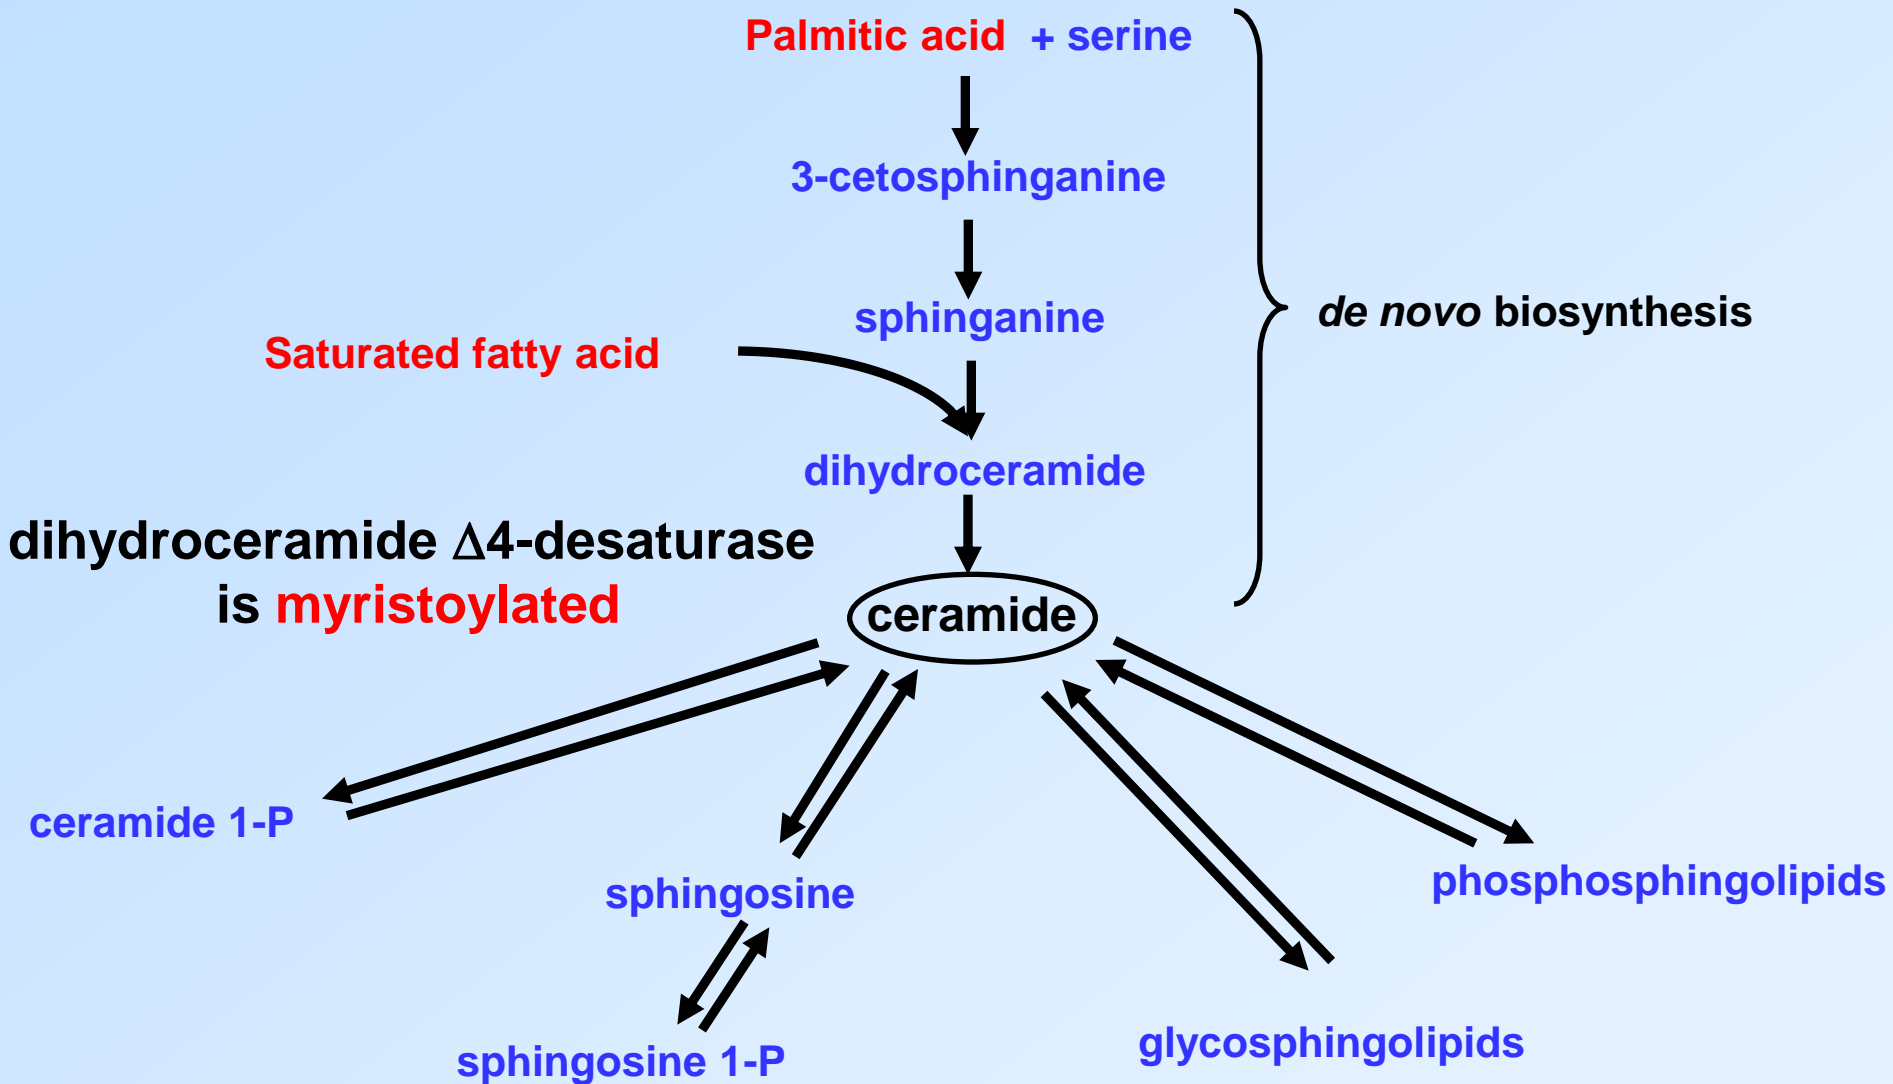 Palmitic acid + serine
3-cetosphinganine
sphinganine
de novo biosynthesis
Saturated fatty acid
dihydroceramide
dihydroceramide Δ4-desaturase
is myristoylated
ceramide
ceramide 1-P
sphingosine
phosphosphingolipids
glycosphingolipids
sphingosine 1-P